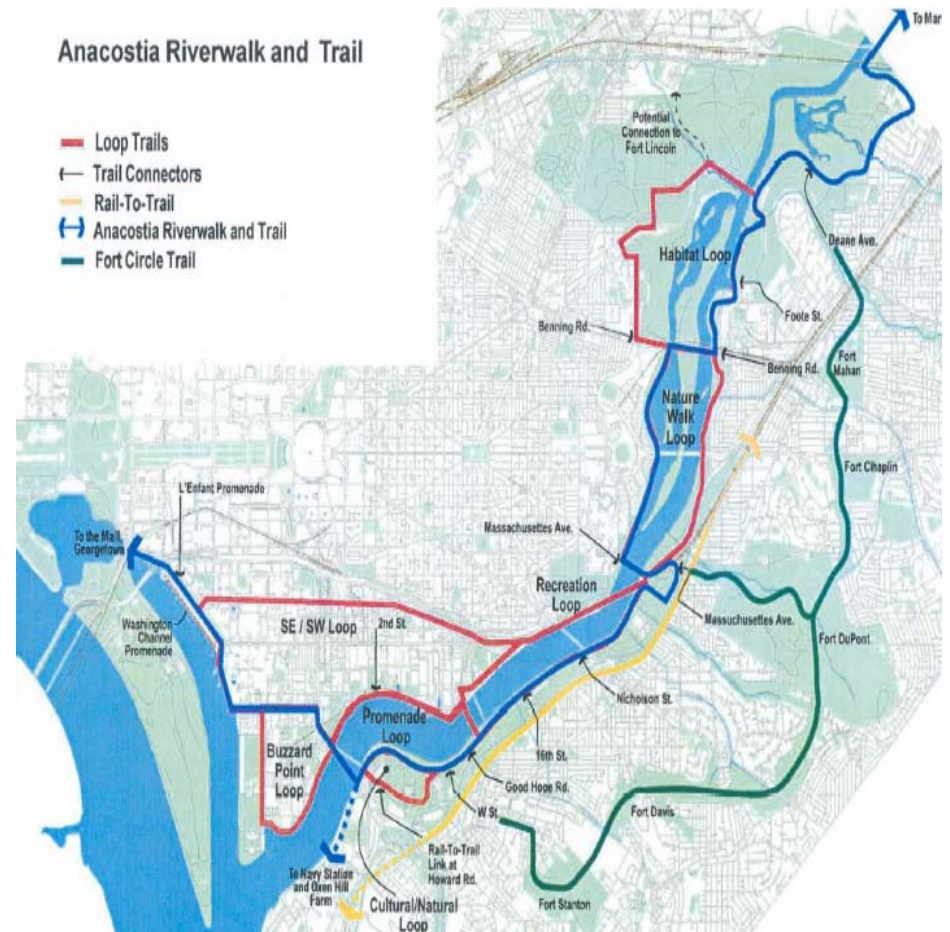 Anacostia Riverwalk and Trail
Loop Trails
Trail Connectors
Rail-To-Trail
Anacostia Riverwalk and Trail
Fort Circle Trail
To Mar
Potential
Connection to
Fort Lincoln
Deane Ave.
Habitat Loop
Foote St.
Benning Rd.
Benning Rd.
Fort
Mahan
Nature
Walk
Loop
Fort Cihaplin
L'Enfant Promenade
To the Ma'll,
Georgetown
Massachusettes Ave.
Recreation
Loop
Washington
Channel
Promenade
SE / SW Loop
2nd St.
Massuchusettes Ave.
Fort DuPont
Nicholson St.
Promenade
Loop
16th St.
Buzzard
Point
Loop
Good Hope Rd.
W St
Fort Davis
Rail-To-Trail
Link at
Howard Rd.
To Navy Station
and Oxen Hill
Farm
Cultural/Natural
Loop
Fort Stanton